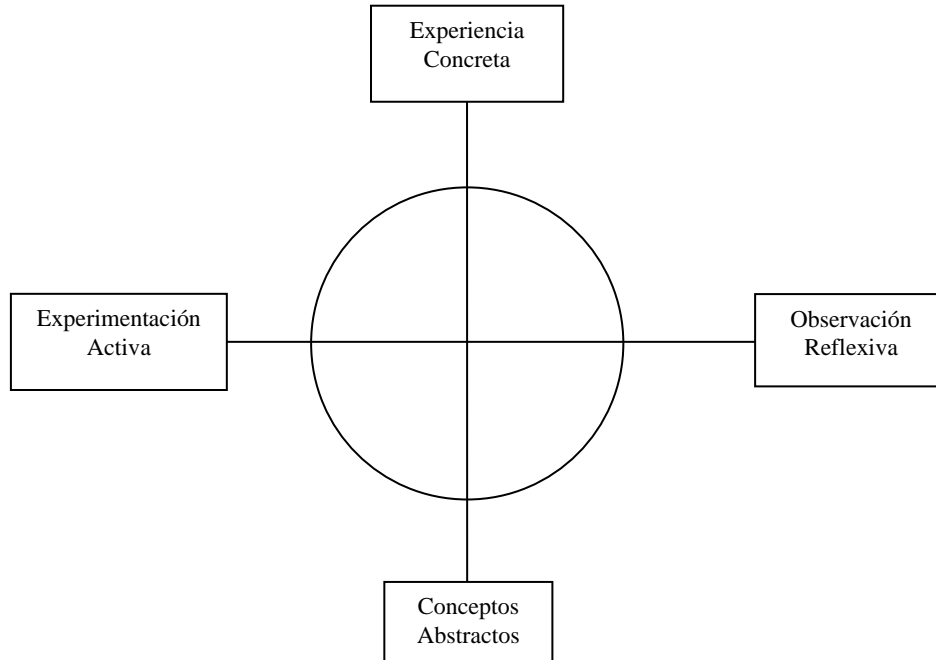 Experiencia
Concreta
Experimentación
Activa
Observación
Reflexiva
Conceptos
Abstractos